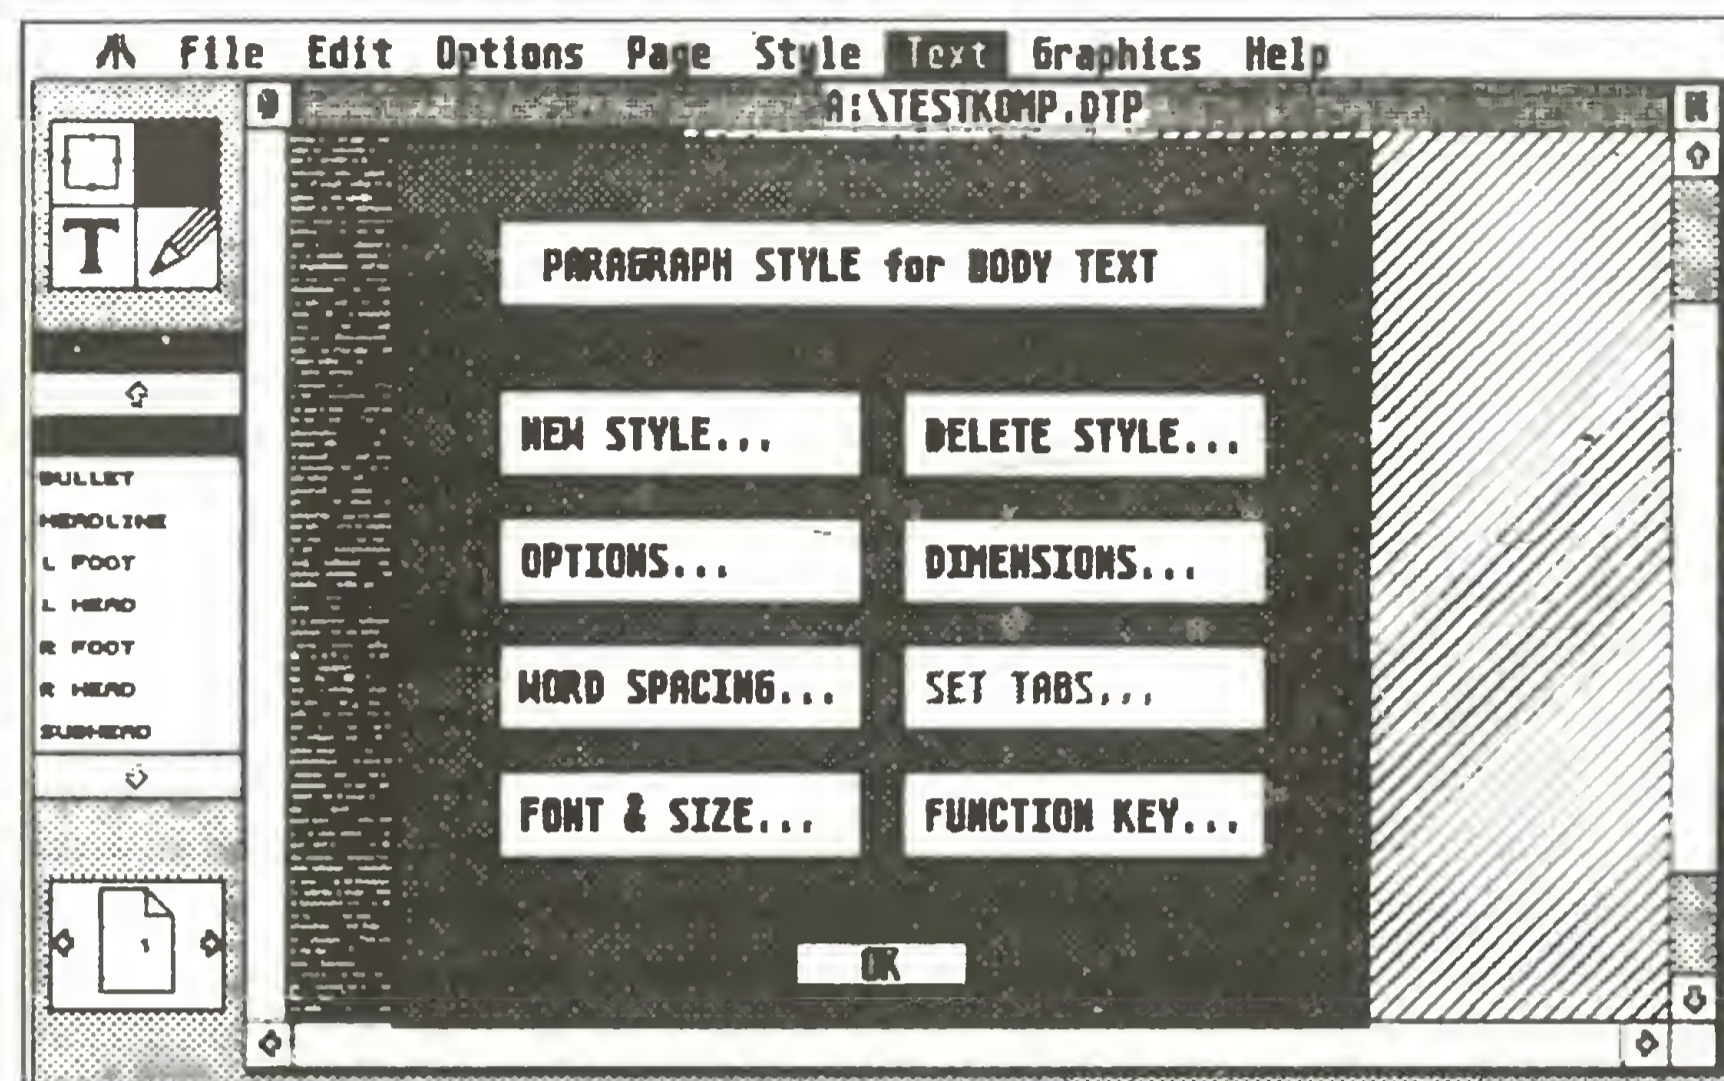 File Edit Options Page Style Text Graphics Help
A:\TESTKOMP.DTP
T
PARAGRAPH STYLE for BODY TEXT
NEW STYLE... DELETE STYLE...
OPTIONS... DIMENSIONS...
WORD SPACING... SET TABS...
FONT & SIZE... FUNCTION KEY...
OK
BULLET
HEADLINE
L FOOT
L HEAD
R FOOT
R HEAD
SUBHEAD
1